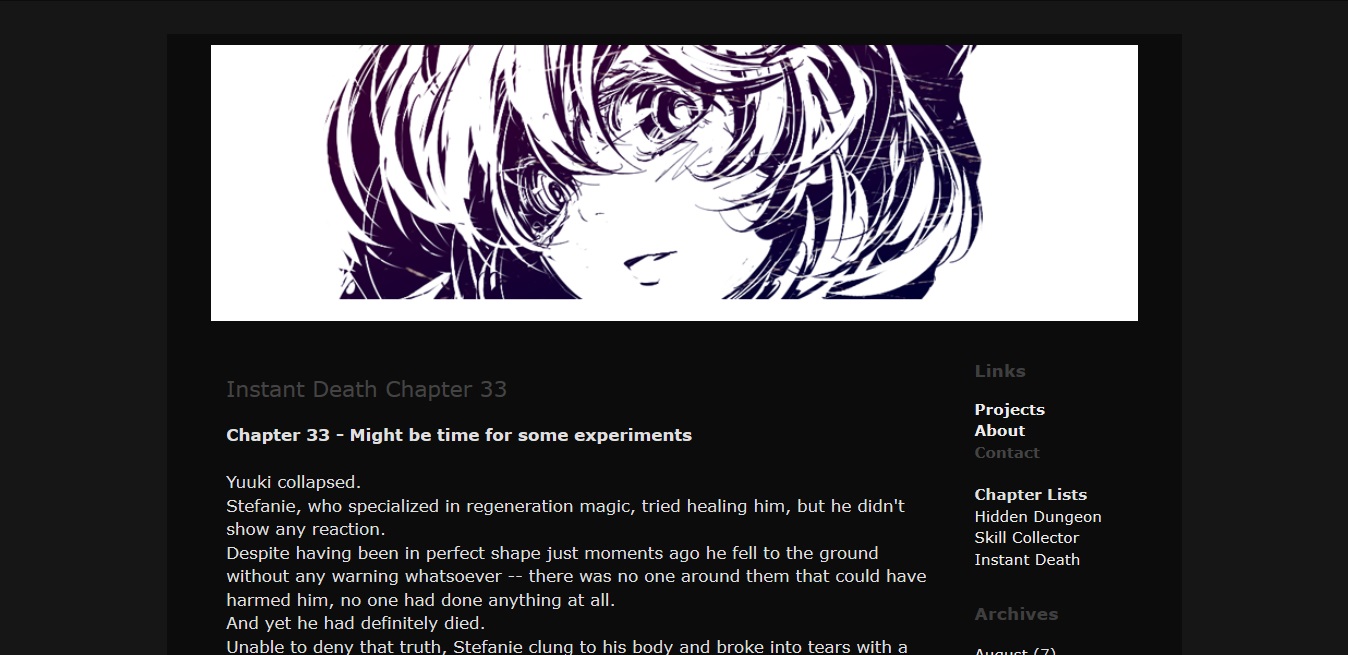 Instant Death Chapter 33
Chapter 33 - Might be time for some experiments
Yuuki collapsed.
Stefanie, who specialized in regeneration magic, tried healing him, but he didn't
show any reaction.
Despite having been in perfect shape just moments ago he fell to the ground
without any warning whatsoever -- there was no one around them that could have
harmed him, no one had done anything at all.
And yet he had definitely died.
Unable to deny that truth, Stefanie clung to his body and broke into tears with a
Links
Projects
About
Contact
Chapter Lists
Hidden Dungeon
Skill Collector
Instant Death
Archives
August (7)